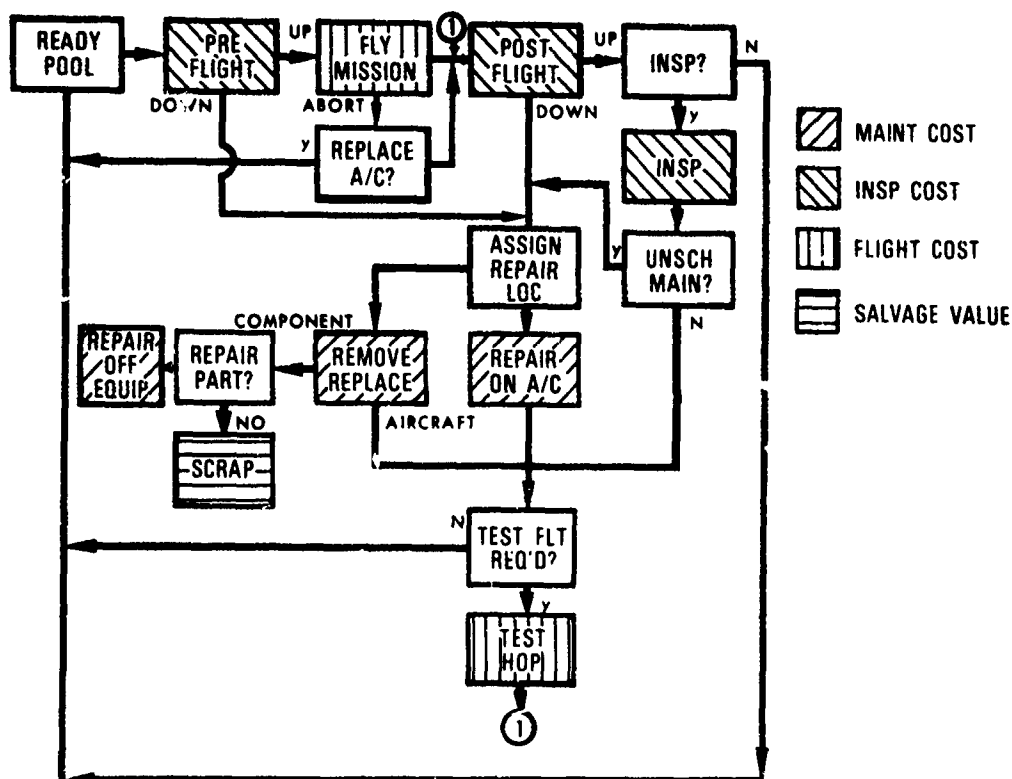 READY
POOL
PRE
FLIGHT
UP
FLY
MISSION
1
POST
FLIGHT
UP
INSP?
N
DOWN
ABORT
DOWN
y
y
REPLACE
A/C?
INSP
MAINT COST
INSP COST
FLIGHT COST
SALVAGE VALUE
ASSIGN
REPAIR
LOC
y
UNSCH
MAIN?
N
COMPONENT
REPAIR
OFF
EQUIP
REPAIR
PART?
REMOVE
REPLACE
REPAIR
ON A/C
NO
AIRCRAFT
SCRAP
N
TEST FLT
REQ'D?
y
TEST
HOP
1